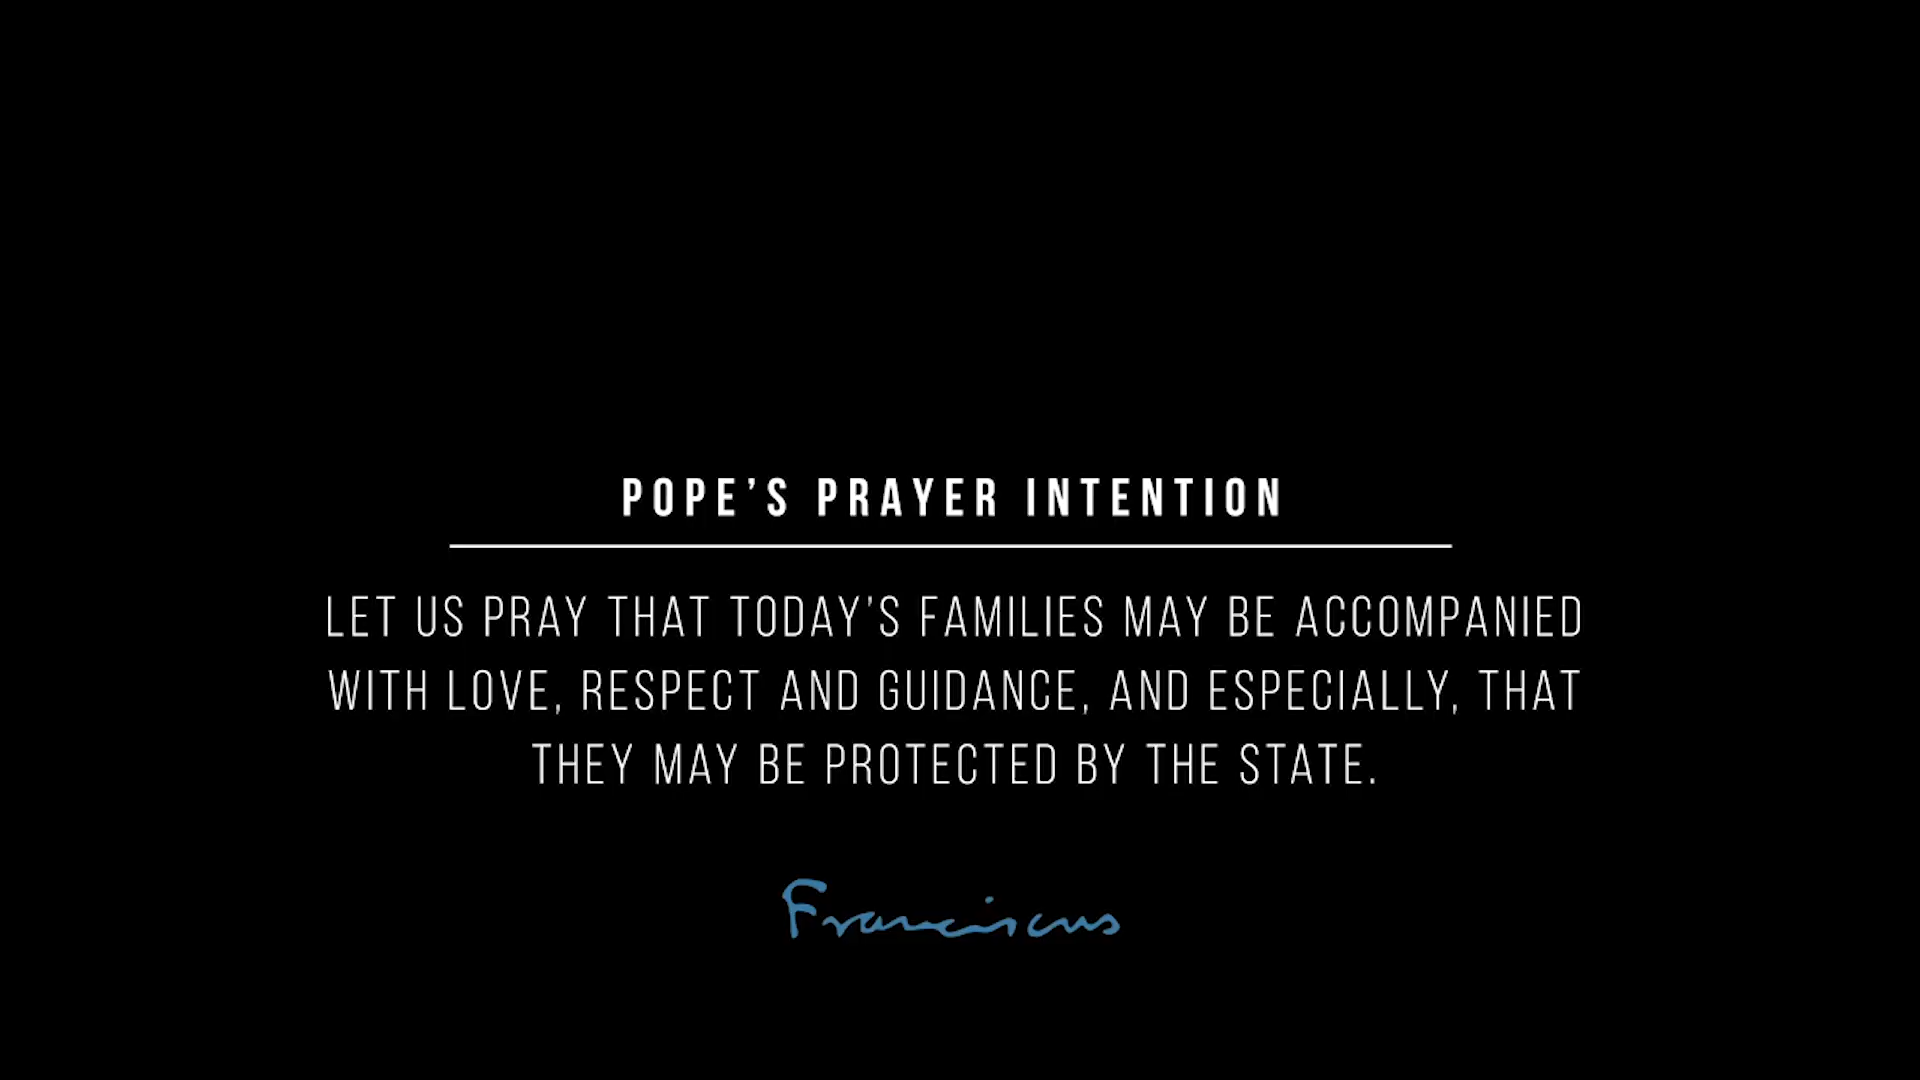 POPE’S PRAYER INTENTION
LET US PRAY THAT TODAY’S FAMILIES MAY BE ACCOMPANIED
WITH LOVE, RESPECT AND GUIDANCE, AND ESPECIALLY, THAT
THEY MAY BE PROTECTED BY THE STATE.
Franciscus